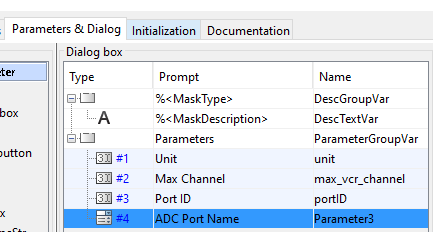 Parameters & Dialog Initialization Documentation
Dialog box
Type Prompt Name
%<MaskType> DescGroupVar
A %<MaskDescription> DescTextVar
Parameters ParameterGroupVar
#1 Unit unit
#2 Max Channel max_vcr_channel
#3 Port ID portID
#4 ADC Port Name Parameter3
eter
box
button
x